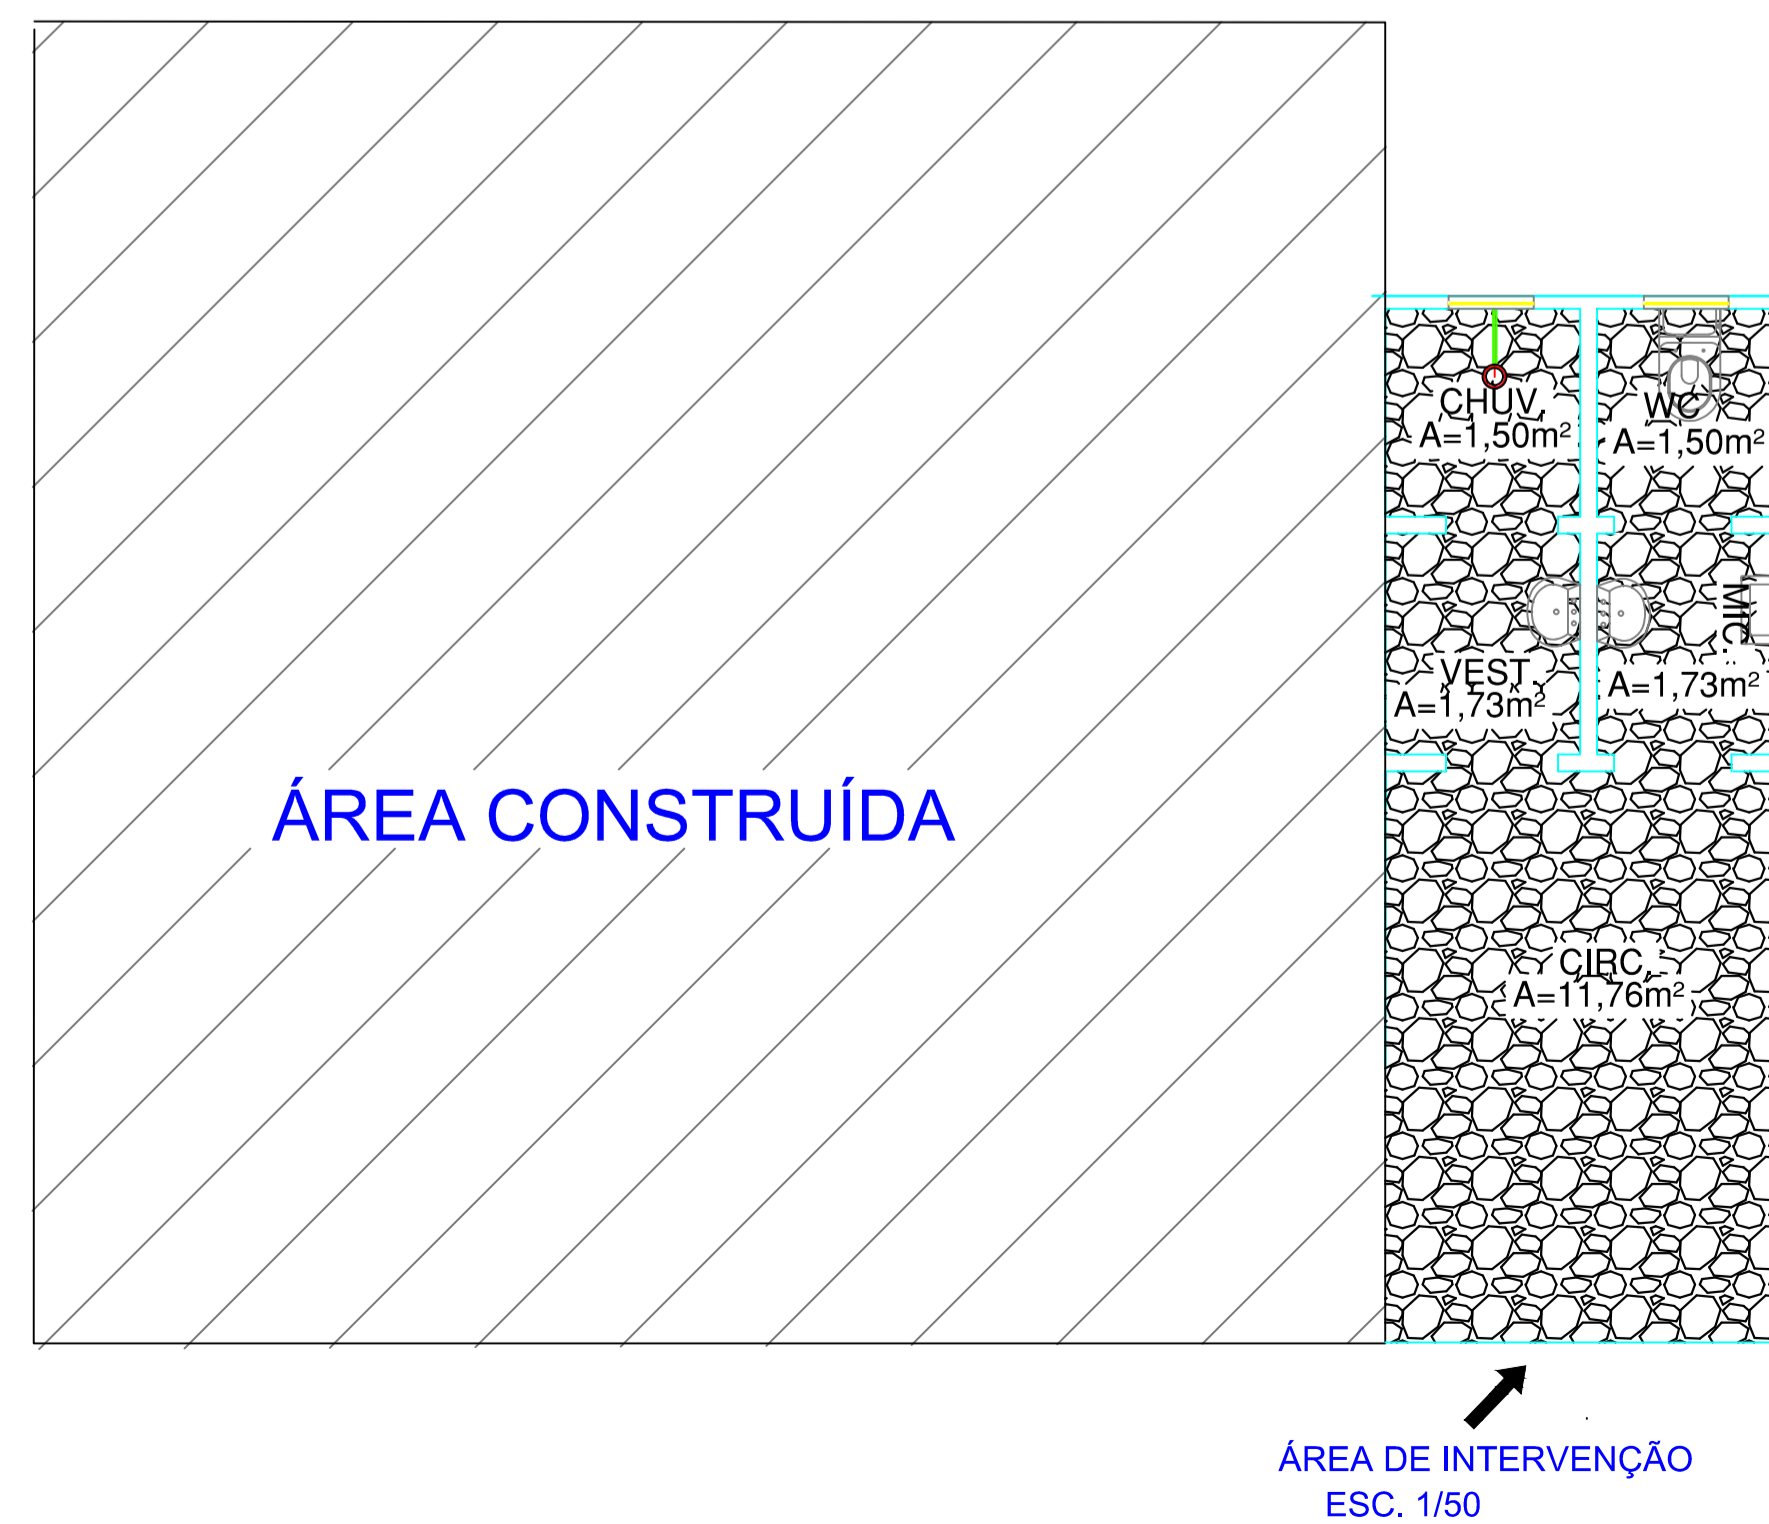 CHUV.
A=1,50m²
WC
A=1,50m²
MIC.
VEST.
A=1,73m²
A=1,73m²
ÁREA CONSTRUÍDA
CIRC.
A=11,76m²
ÁREA DE INTERVENÇÃO
ESC. 1/50